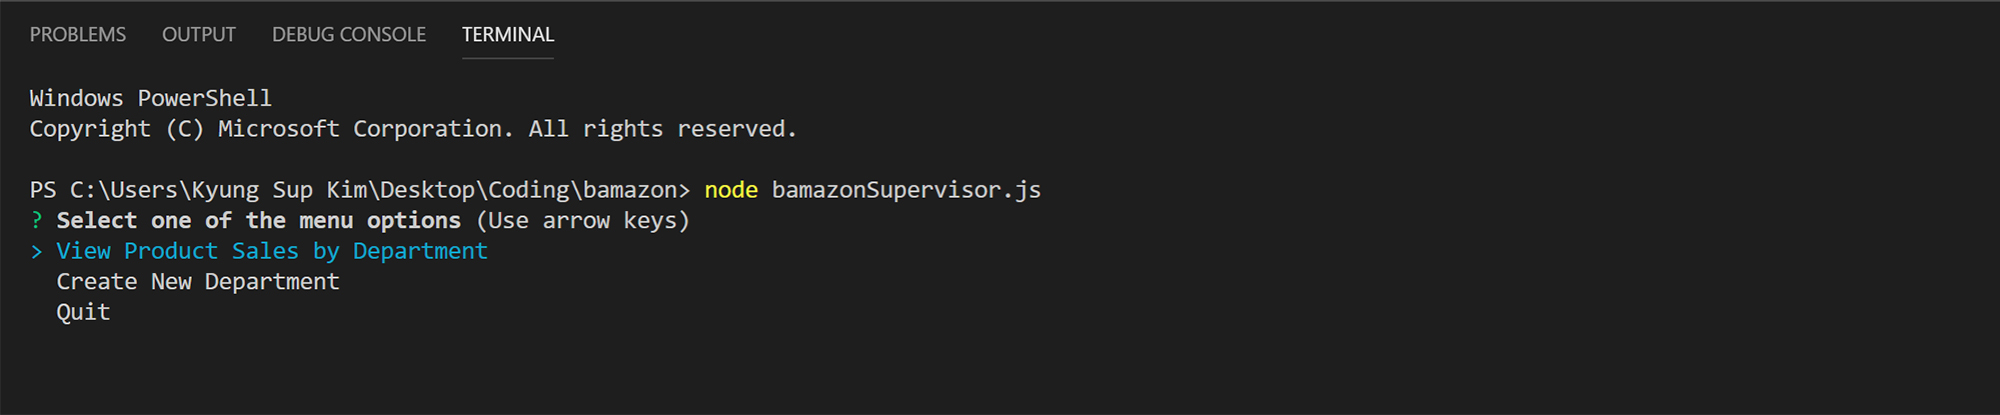 PROBLEMS OUTPUT DEBUG CONSOLE TERMINAL
Windows PowerShell
Copyright (C) Microsoft Corporation. All rights reserved.
PS C:\Users\Kyung Sup Kim\Desktop\Coding\bamazon> node bamazonSupervisor.js
? Select one of the menu options (Use arrow keys)
> View Product Sales by Department
Create New Department
Quit